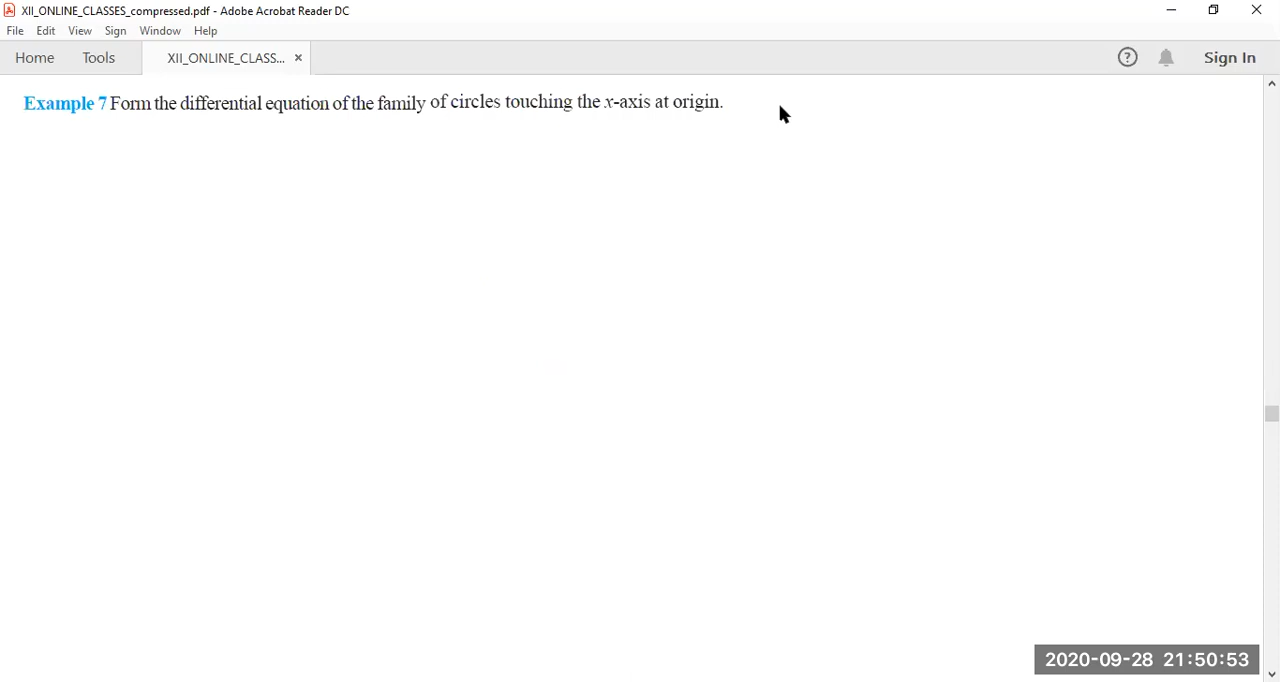 XII_ONLINE_CLASSES_compressed.pdf - Adobe Acrobat Reader DC
File Edit View Sign Window Help
Home Tools XII_ONLINE_CLASS... × ? Sign In
Example 7 Form the differential equation of the family of circles touching the x-axis at origin.
2020-09-28 21:50:53